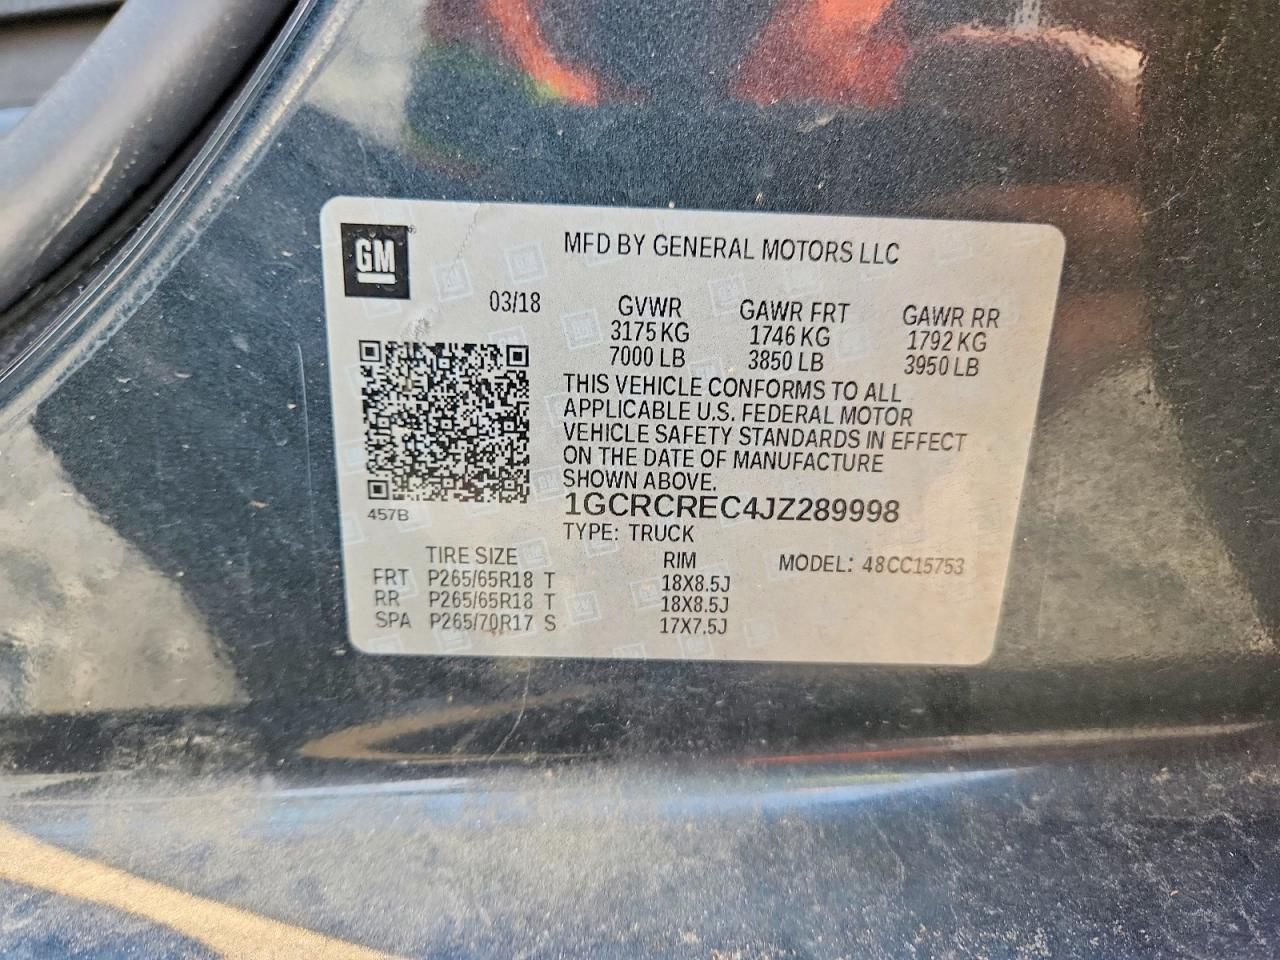 GM
MFD BY GENERAL MOTORS LLC
03/18
GVWR GAWR FRT GAWR RR
3175 KG 1746 KG 1792 KG
7000 LB 3850 LB 3950 LB
THIS VEHICLE CONFORMS TO ALL
APPLICABLE U.S. FEDERAL MOTOR
VEHICLE SAFETY STANDARDS IN EFFECT
ON THE DATE OF MANUFACTURE
SHOWN ABOVE.
457B
1GCRCREC4JZ289998
TYPE: TRUCK
TIRE SIZE RIM MODEL: 48CC15753
FRT P265/65R18 T 18X8.5J
RR P265/65R18 T 18X8.5J
SPA P265/70R17 S 17X7.5J